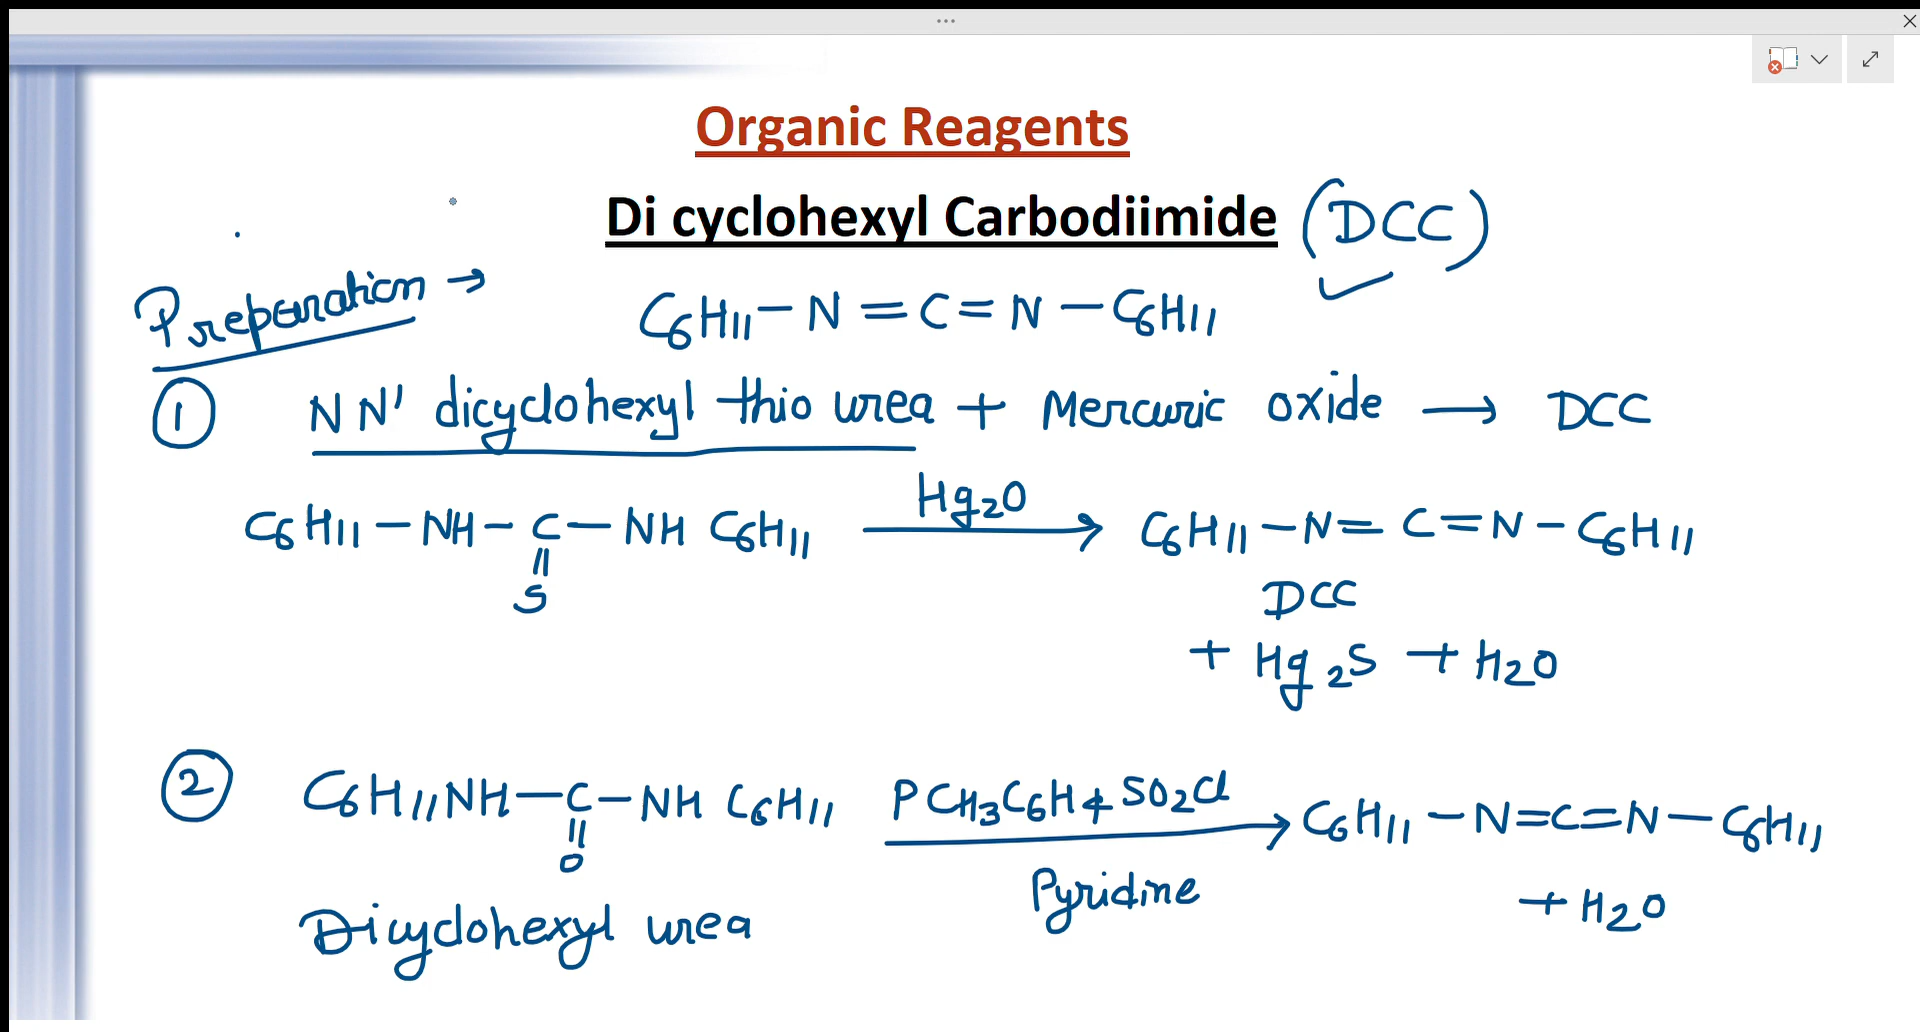 Organic Reagents
Di cyclohexyl Carbodiimide (DCC)
Preparation →
C6H11 – N = C = N – C6H11
① N N' dicyclohexyl thio urea + Mercuric oxide → DCC
Hg2O
C6H11 – NH – C – NH C6H11 → C6H11 – N = C = N – C6H11
||
S
DCC
+ Hg2S + H2O
② C6H11NH – C – NH C6H11 PCH3C6H4SO2Cl → C6H11 – N = C = N – C6H11
||
O
Pyridine
+ H2O
Dicyclohexyl urea